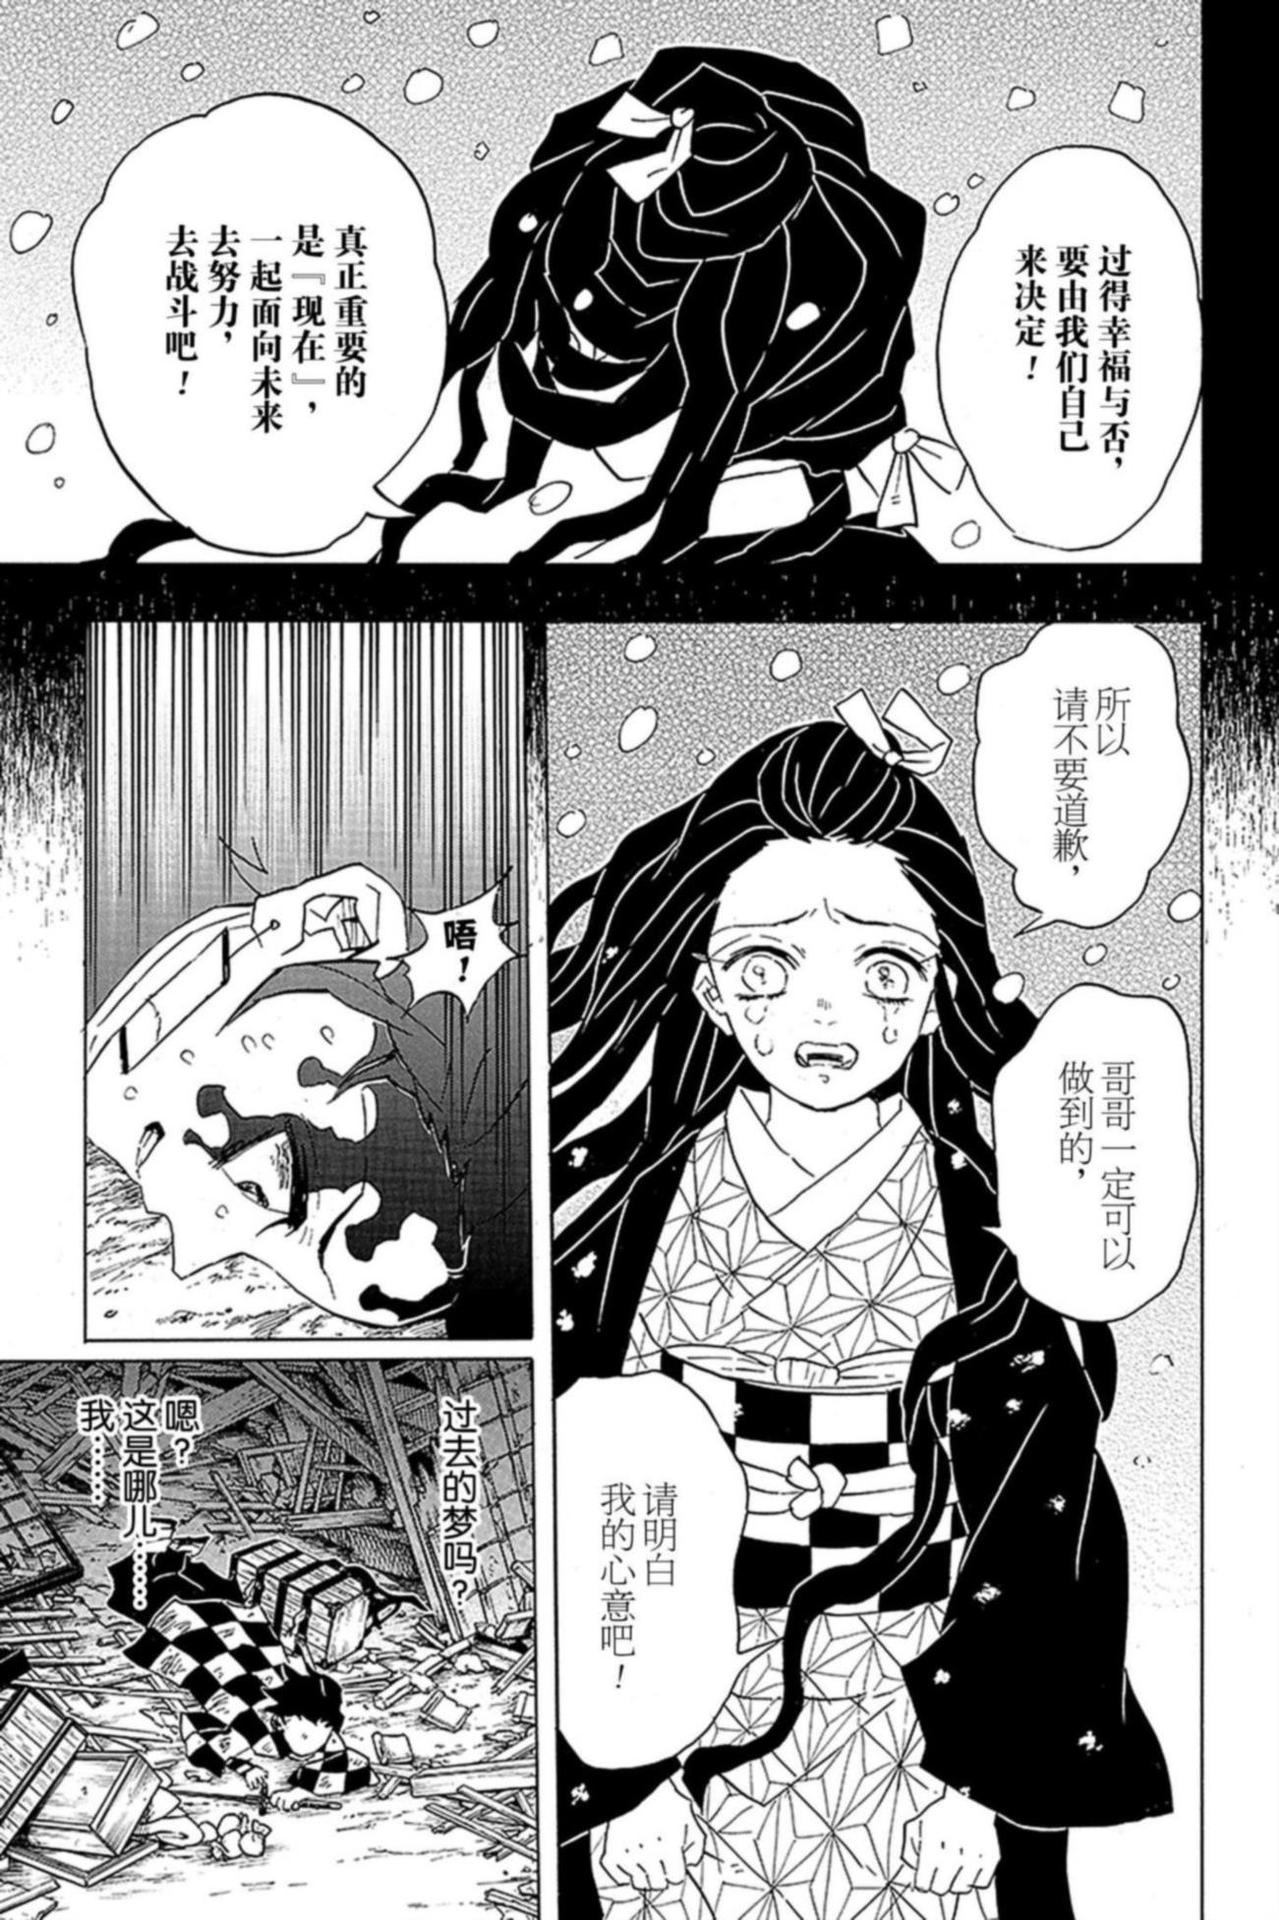 过得幸福与否，
要由我们自己
来决定！
真正重要的
是『现在』，
一起面向未来
去努力，
去战斗吧！
所以
请不要道歉，
哥哥一定可以
做到的，
请明白
我的心意吧！
唔！
过去的梦吗？
嗯？
这是哪儿……
我……